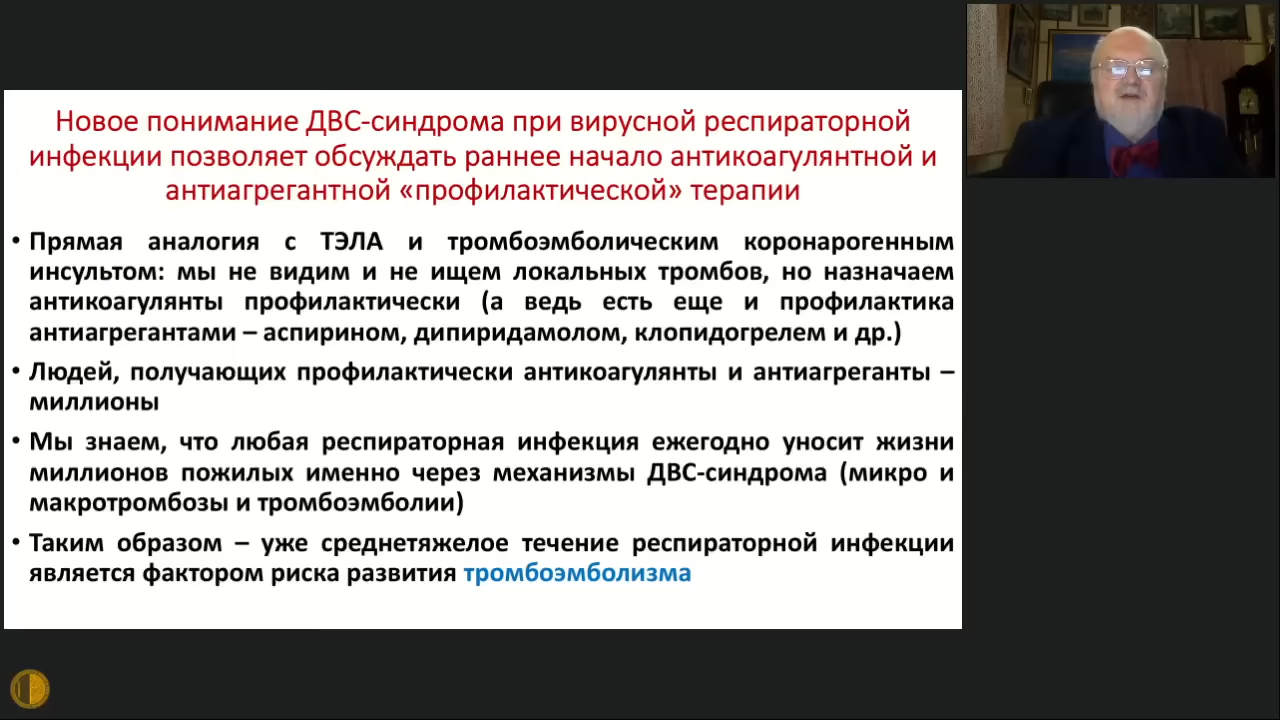 Новое понимание ДВС-синдрома при вирусной респираторной
инфекции позволяет обсуждать раннее начало антикоагулянтной и
антиагрегантной «профилактической» терапии
• Прямая аналогия с ТЭЛА и тромбоэмболическим коронарогенным
инсультом: мы не видим и не ищем локальных тромбов, но назначаем
антикоагулянты профилактически (а ведь есть еще и профилактика
антиагрегантами – аспирином, дипиридамолом, клопидогрелем и др.)
• Людей, получающих профилактически антикоагулянты и антиагреганты –
миллионы
• Мы знаем, что любая респираторная инфекция ежегодно уносит жизни
миллионов пожилых именно через механизмы ДВС-синдрома (микро и
макротромбозы и тромбоэмболии)
• Таким образом – уже среднетяжелое течение респираторной инфекции
является фактором риска развития тромбоэмболизма